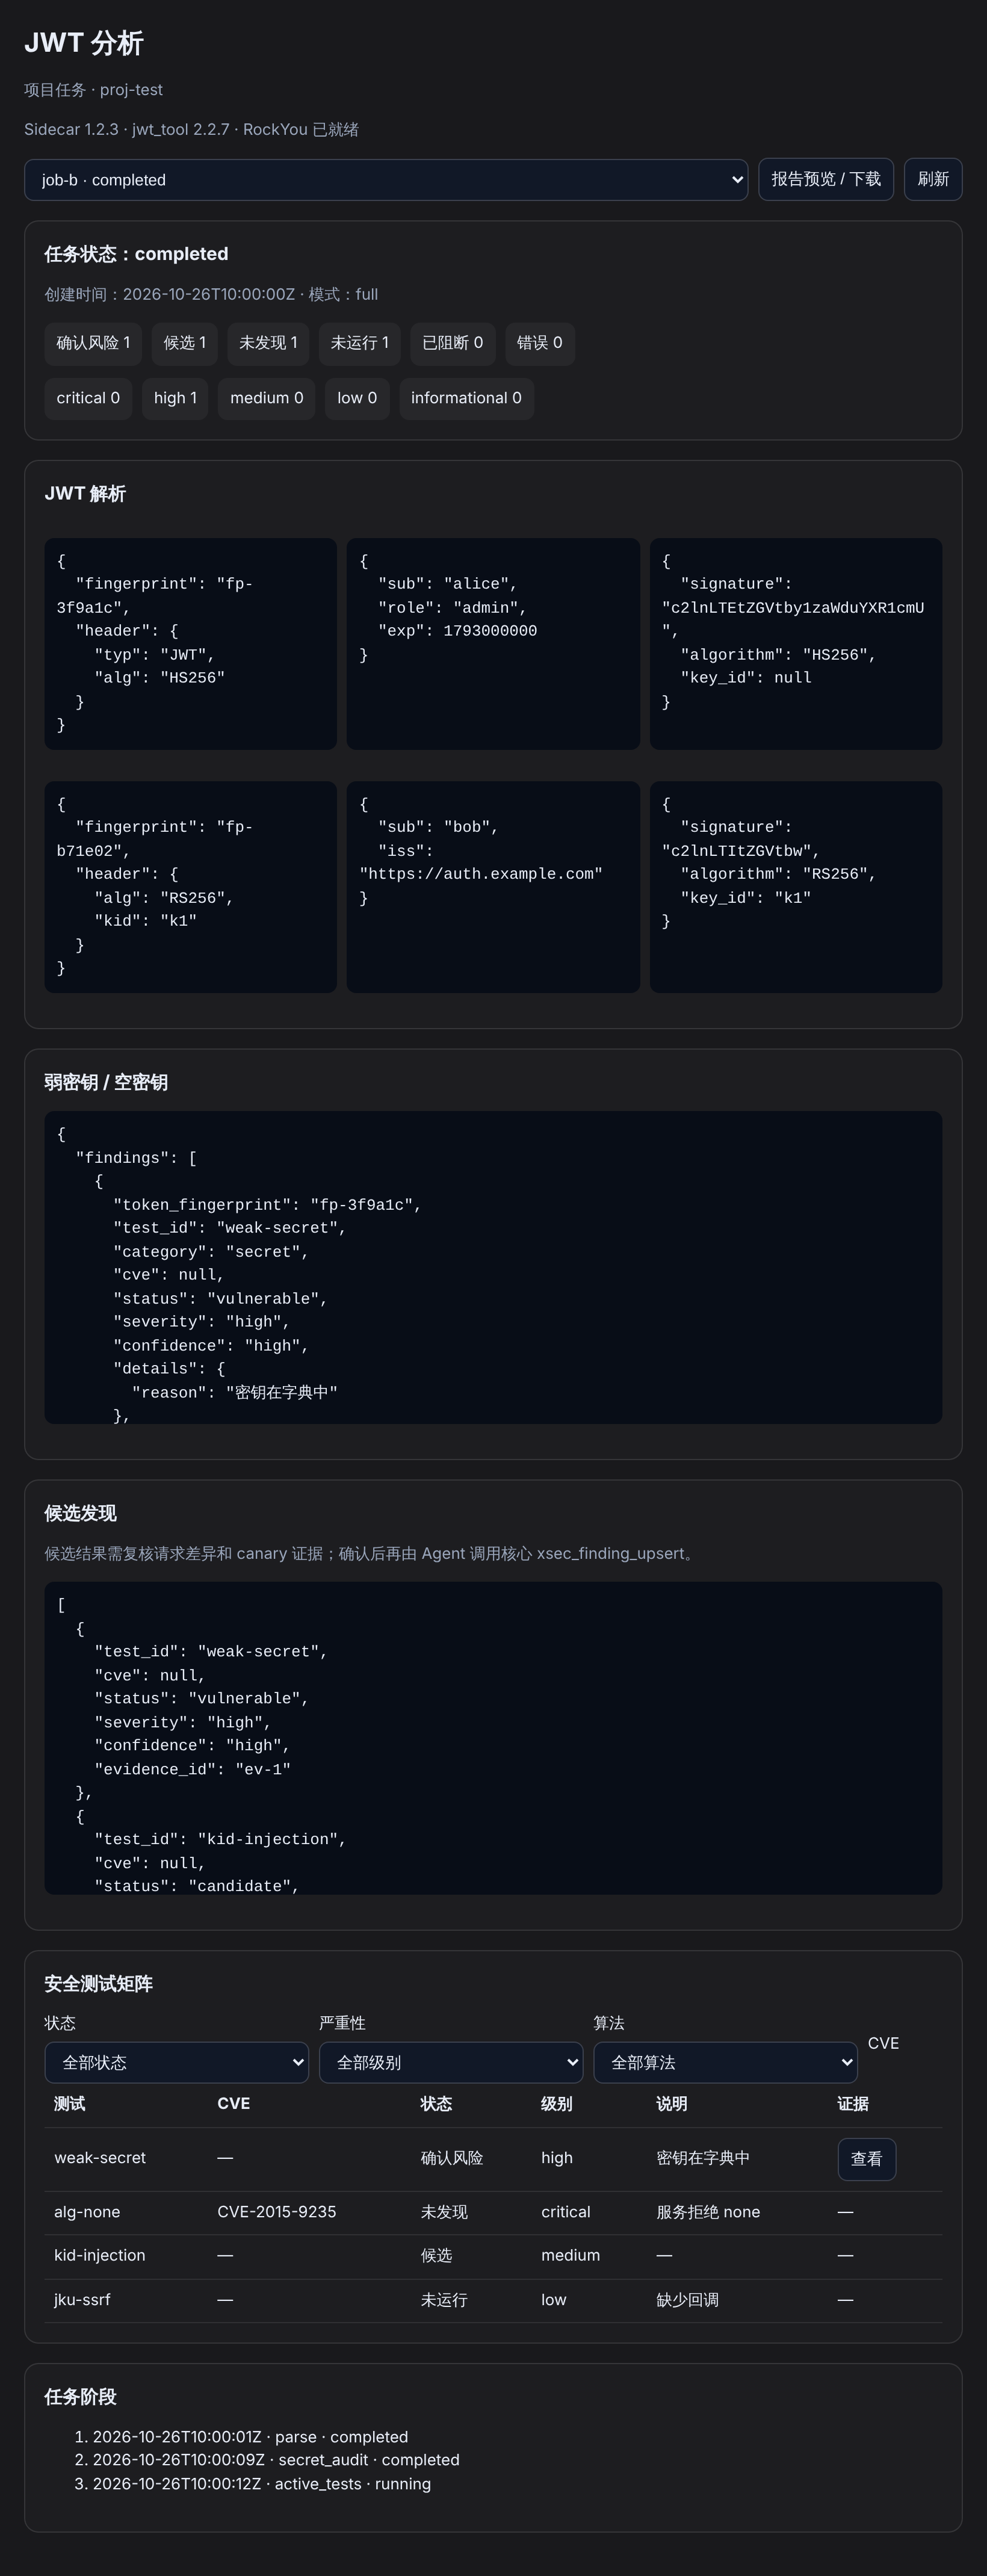 JWT 分析
项目任务 · proj-test
Sidecar 1.2.3 · jwt_tool 2.2.7 · RockYou 已就绪
job-b · completed
报告预览 / 下载
刷新
任务状态：completed
创建时间：2026-10-26T10:00:00Z · 模式：full
确认风险 1
候选 1
未发现 1
未运行 1
已阻断 0
错误 0
critical 0
high 1
medium 0
low 0
informational 0
JWT 解析
{
  "fingerprint": "fp-
3f9a1c",
  "header": {
    "typ": "JWT",
    "alg": "HS256"
  }
}
{
  "sub": "alice",
  "role": "admin",
  "exp": 1793000000
}
{
  "signature":
"c2lnLTEtZGVtby1zaWduYXR1cmU
",
  "algorithm": "HS256",
  "key_id": null
}
{
  "fingerprint": "fp-
b71e02",
  "header": {
    "alg": "RS256",
    "kid": "k1"
  }
}
{
  "sub": "bob",
  "iss":
"https://auth.example.com"
}
{
  "signature":
"c2lnLTItZGVtbw",
  "algorithm": "RS256",
  "key_id": "k1"
}
弱密钥 / 空密钥
{
  "findings": [
    {
      "token_fingerprint": "fp-3f9a1c",
      "test_id": "weak-secret",
      "category": "secret",
      "cve": null,
      "status": "vulnerable",
      "severity": "high",
      "confidence": "high",
      "details": {
        "reason": "密钥在字典中"
      },
候选发现
候选结果需复核请求差异和 canary 证据；确认后再由 Agent 调用核心 xsec_finding_upsert。
[
  {
    "test_id": "weak-secret",
    "cve": null,
    "status": "vulnerable",
    "severity": "high",
    "confidence": "high",
    "evidence_id": "ev-1"
  },
  {
    "test_id": "kid-injection",
    "cve": null,
    "status": "candidate",
安全测试矩阵
状态
全部状态
严重性
全部级别
算法
全部算法
CVE
测试 CVE 状态 级别 说明 证据
weak-secret — 确认风险 high 密钥在字典中 查看
alg-none CVE-2015-9235 未发现 critical 服务拒绝 none —
kid-injection — 候选 medium — —
jku-ssrf — 未运行 low 缺少回调 —
任务阶段
1. 2026-10-26T10:00:01Z · parse · completed
2. 2026-10-26T10:00:09Z · secret_audit · completed
3. 2026-10-26T10:00:12Z · active_tests · running